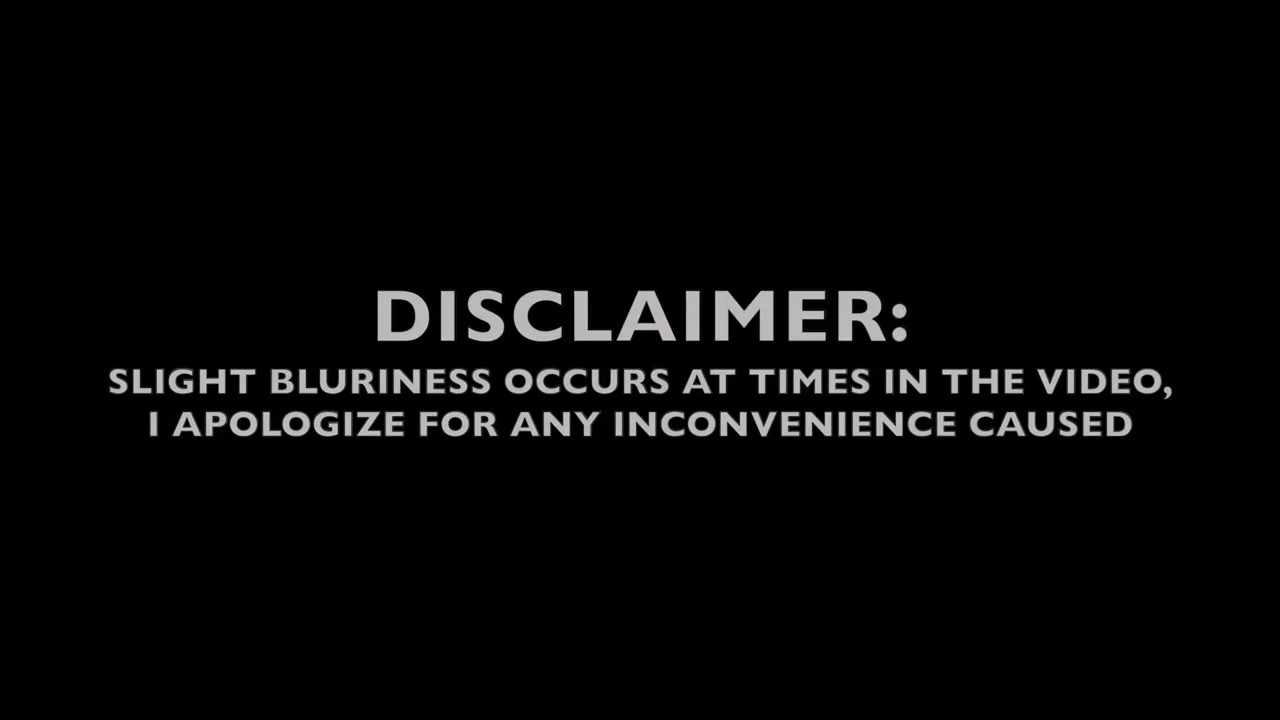 DISCLAIMER:
SLIGHT BLURINESS OCCURS AT TIMES IN THE VIDEO,
I APOLOGIZE FOR ANY INCONVENIENCE CAUSED